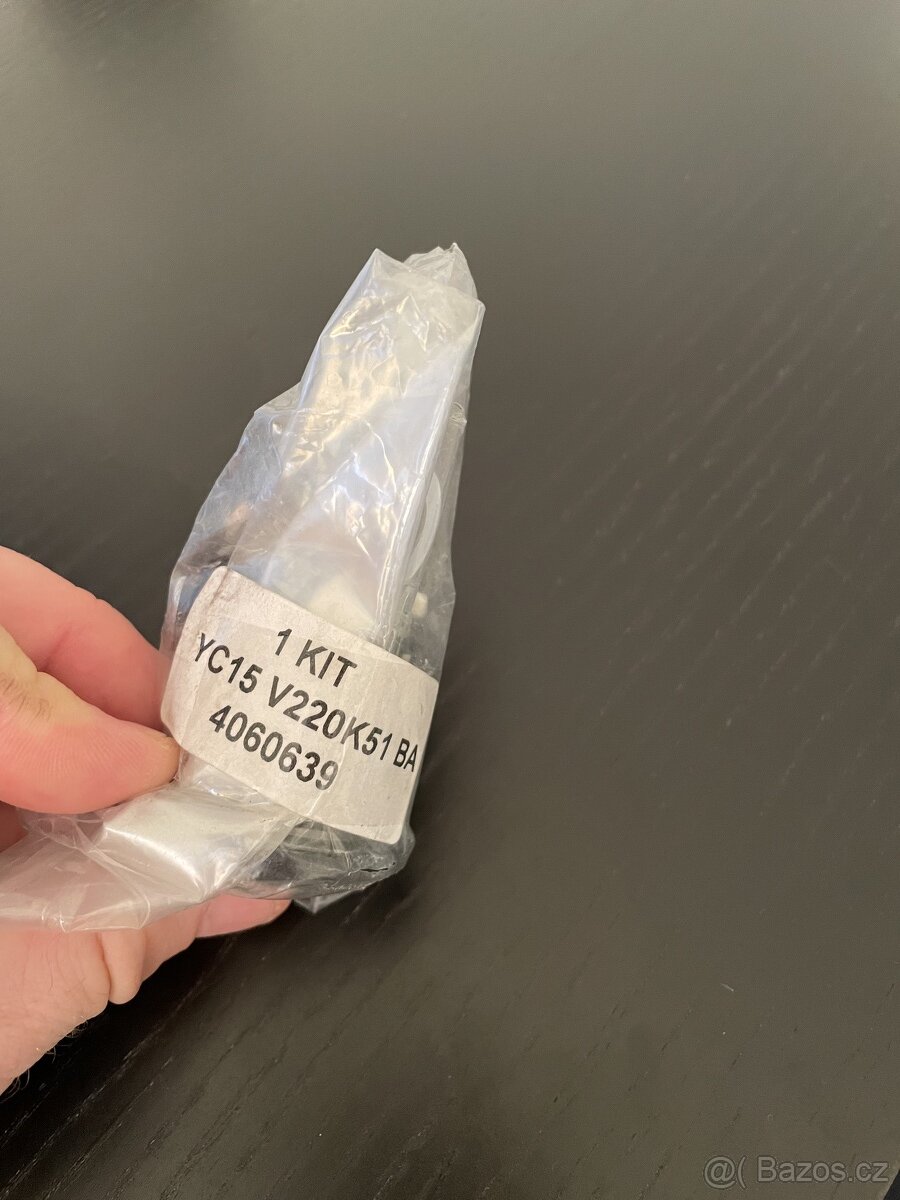 1 KIT
YC15 V220K51 BA
4060639
@( Bazos.cz